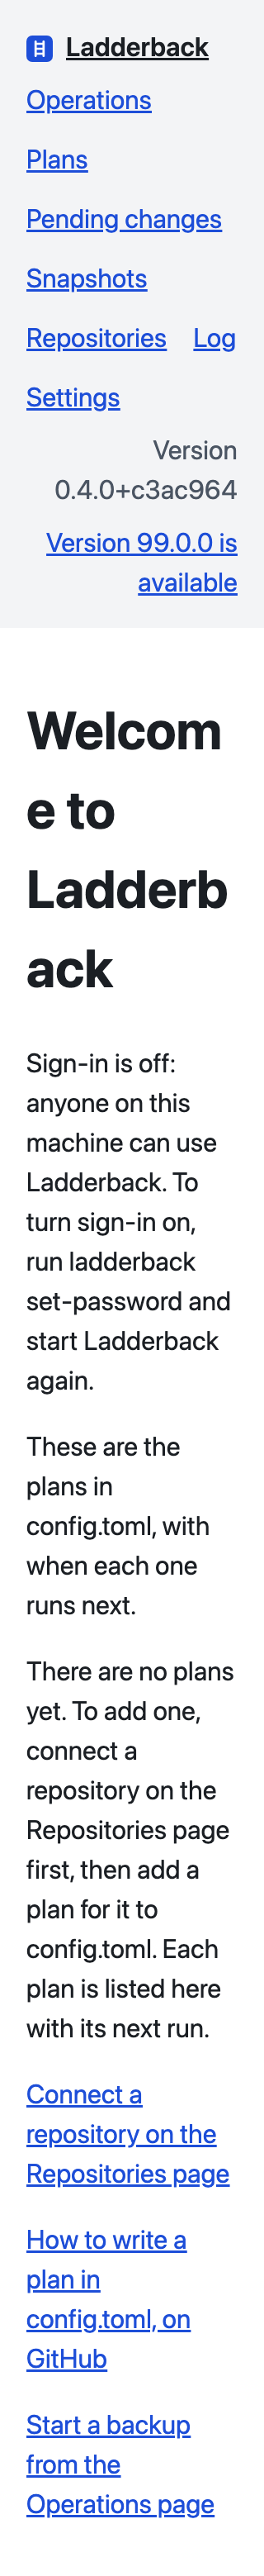 Ladderback
Operations
Plans
Pending changes
Snapshots
Repositories Log
Settings
Version
0.4.0+c3ac964
Version 99.0.0 is
available
Welcom
e to
Ladderb
ack
Sign-in is off:
anyone on this
machine can use
Ladderback. To
turn sign-in on,
run ladderback
set-password and
start Ladderback
again.
These are the
plans in
config.toml, with
when each one
runs next.
There are no plans
yet. To add one,
connect a
repository on the
Repositories page
first, then add a
plan for it to
config.toml. Each
plan is listed here
with its next run.
Connect a
repository on the
Repositories page
How to write a
plan in
config.toml, on
GitHub
Start a backup
from the
Operations page